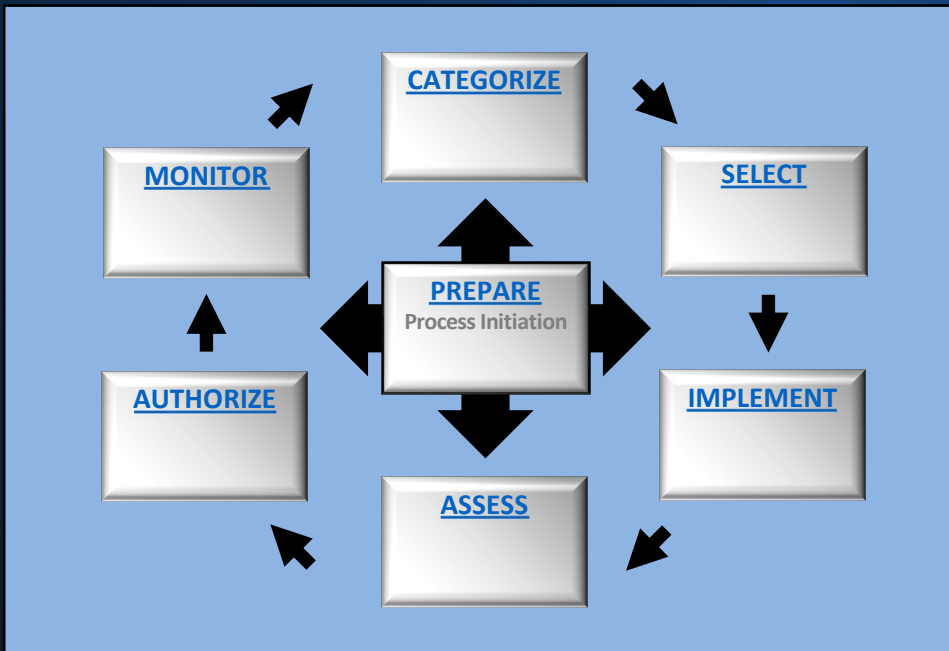 CATEGORIZE
MONITOR
SELECT
PREPARE
Process Initiation
AUTHORIZE
IMPLEMENT
ASSESS